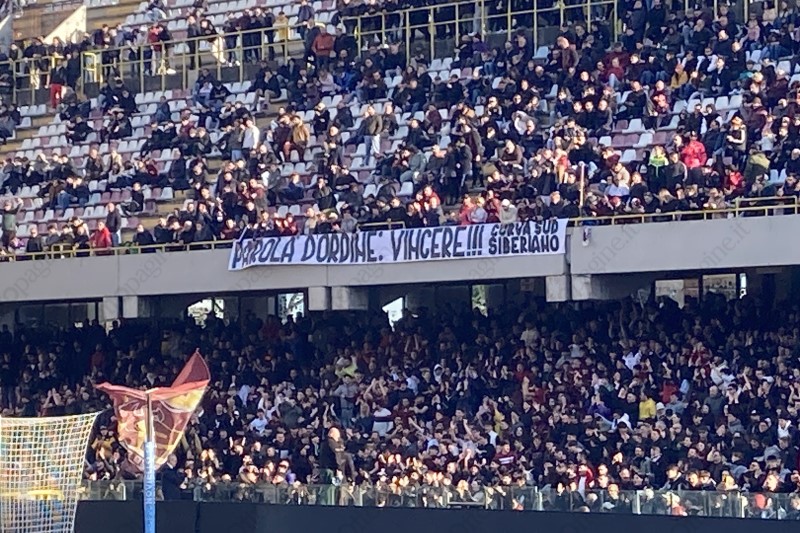 PAROLA D'ORDINE: VINCERE!!! CURVA SUD
SIBERIANO